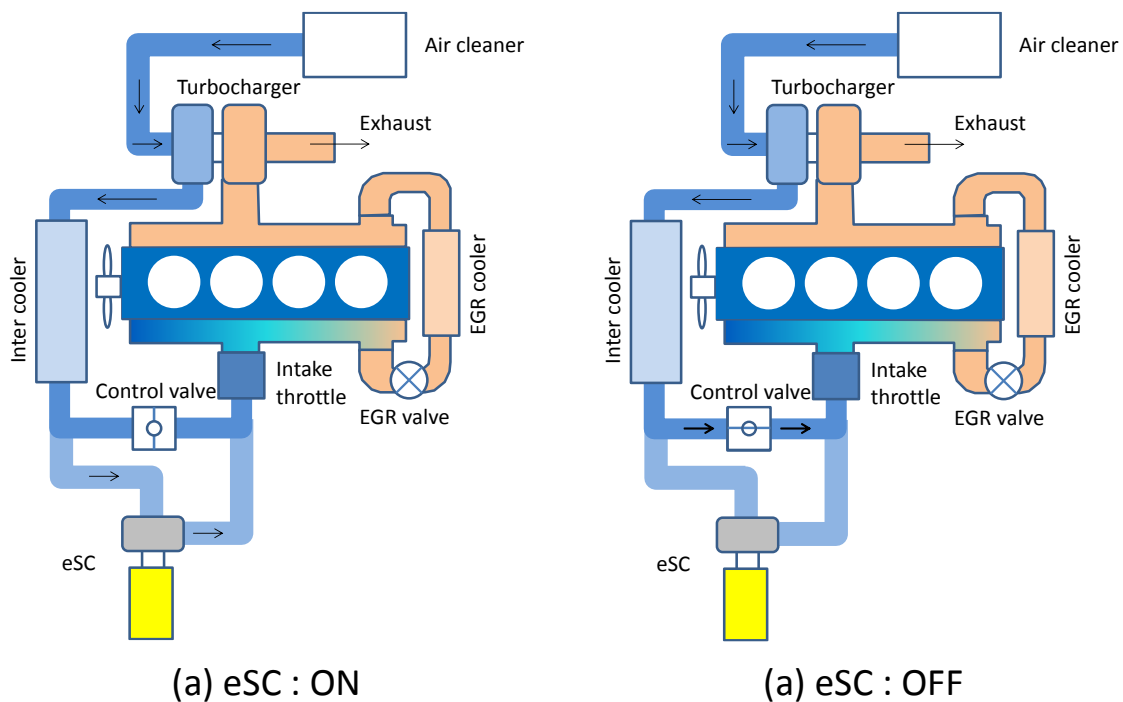 Air cleaner
Turbocharger
Exhaust
Inter cooler
EGR cooler
Control valve
Intake
throttle
EGR valve
eSC
(a) eSC : ON
Air cleaner
Turbocharger
Exhaust
Inter cooler
EGR cooler
Control valve
Intake
throttle
EGR valve
eSC
(a) eSC : OFF